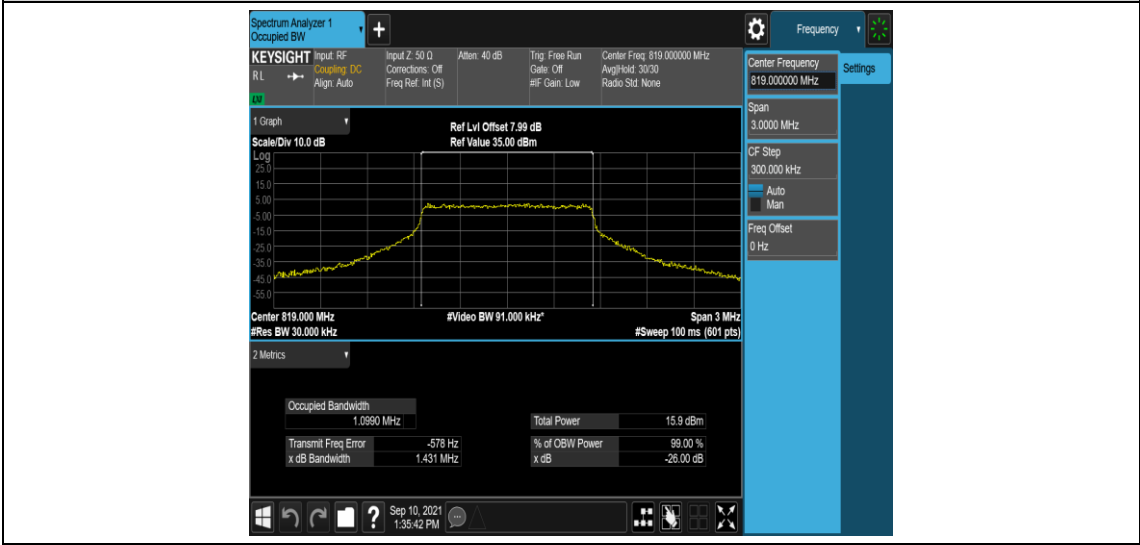 Spectrum Analyzer 1
Occupied BW
▼
+
Frequency ▼
KEYSIGHT Input: RF Input Z: 50 Ω Atten: 40 dB Trig: Free Run Center Freq: 819.000000 MHz
RL Coupling: DC Corrections: Off Gate: Off Avg|Hold: 30/30
Align: Auto Freq Ref: Int (S) #IF Gain: Low Radio Std: None
LXI
Center Frequency
819.000000 MHz
Settings
Span
3.0000 MHz
CF Step
300.000 kHz
Auto
Man
Freq Offset
0 Hz
1 Graph ▼
Ref Lvl Offset 7.99 dB
Scale/Div 10.0 dB Ref Value 35.00 dBm
Log
25.0
15.0
5.00
-5.00
-15.0
-25.0
-35.0
-45.0
-55.0
Center 819.000 MHz #Video BW 91.000 kHz* Span 3 MHz
#Res BW 30.000 kHz #Sweep 100 ms (601 pts)
2 Metrics ▼
Occupied Bandwidth
1.0990 MHz
Total Power 15.9 dBm
Transmit Freq Error -578 Hz % of OBW Power 99.00 %
x dB Bandwidth 1.431 MHz x dB -26.00 dB
? Sep 10, 2021
1:35:42 PM